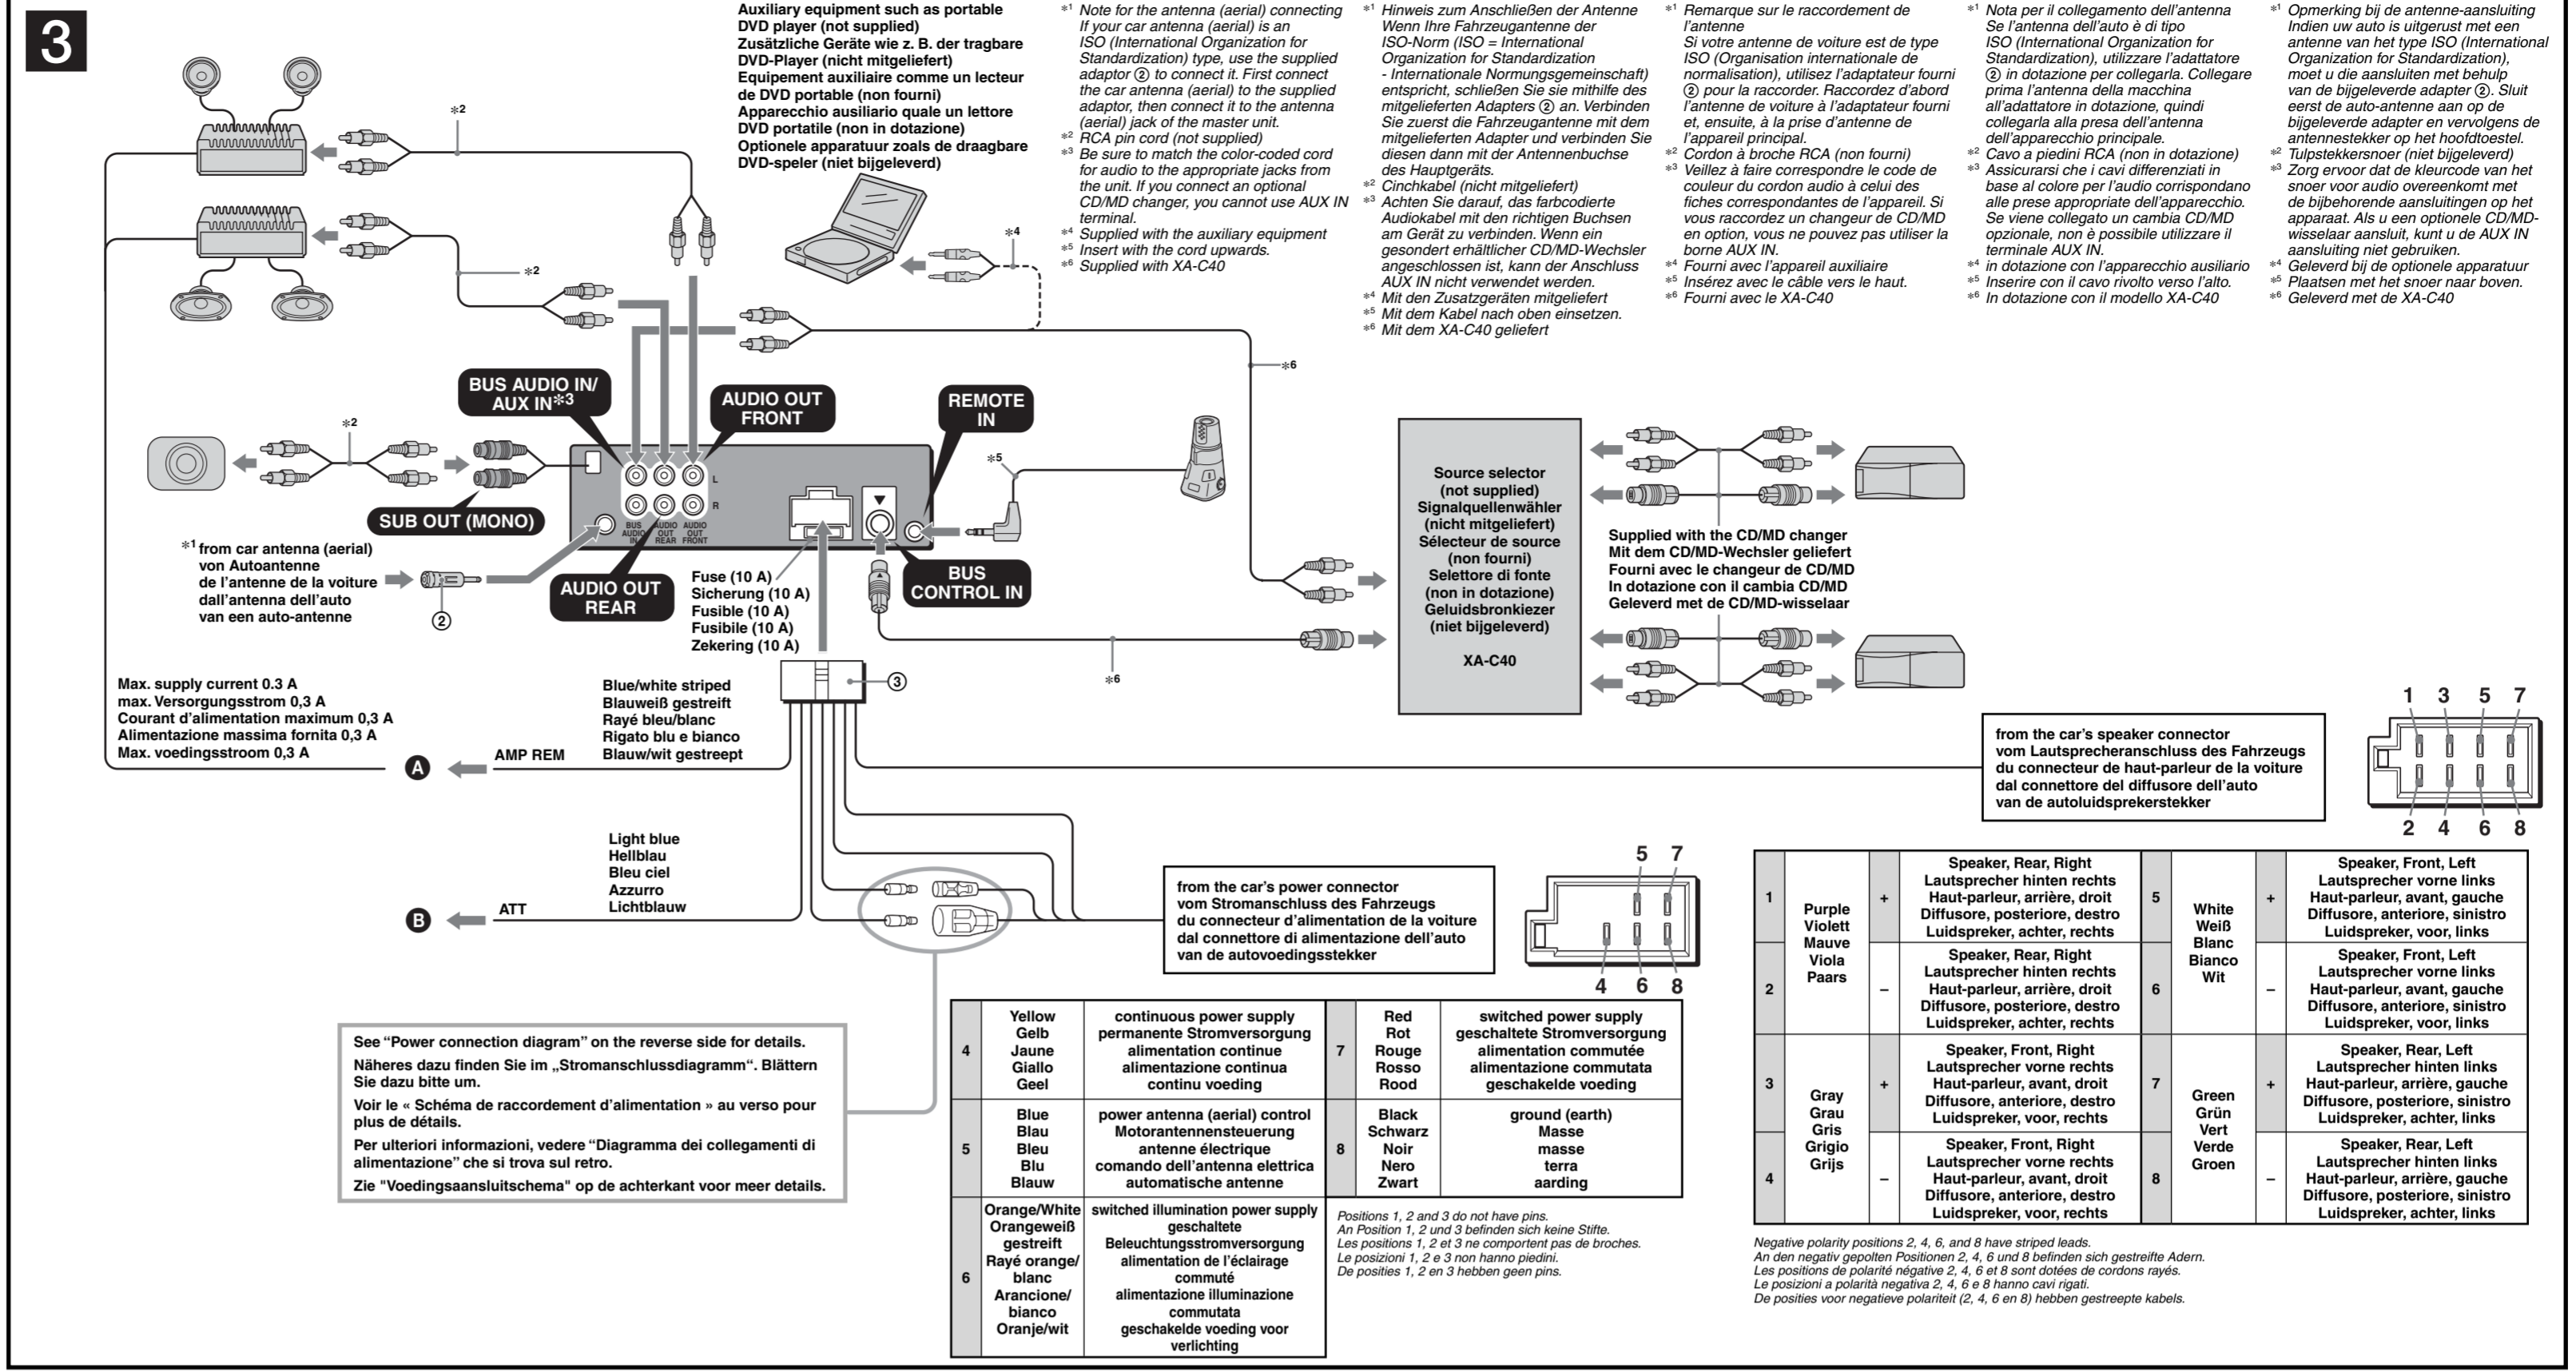 3
Auxiliary equipment such as portable
DVD player (not supplied)
Zusätzliche Geräte wie z. B. der tragbare
DVD-Player (nicht mitgeliefert)
Equipement auxiliaire comme un lecteur
de DVD portable (non fourni)
Apparecchio ausiliario quale un lettore
DVD portatile (non in dotazione)
Optionele apparatuur zoals de draagbare
DVD-speler (niet bijgeleverd)
*1 Note for the antenna (aerial) connecting
If your car antenna (aerial) is an
ISO (International Organization for
Standardization) type, use the supplied
adaptor ② to connect it. First connect
the car antenna (aerial) to the supplied
adaptor, then connect it to the antenna
(aerial) jack of the master unit.
*2 RCA pin cord (not supplied)
*3 Be sure to match the color-coded cord
for audio to the appropriate jacks from
the unit. If you connect an optional
CD/MD changer, you cannot use AUX IN
terminal.
*4 Supplied with the auxiliary equipment
*5 Insert with the cord upwards.
*6 Supplied with XA-C40
*1 Hinweis zum Anschließen der Antenne
Wenn Ihre Fahrzeugantenne der
ISO-Norm (ISO = International
Organization for Standardization
- Internationale Normungsgemeinschaft)
entspricht, schließen Sie sie mithilfe des
mitgelieferten Adapters ② an. Verbinden
Sie zuerst die Fahrzeugantenne mit dem
mitgelieferten Adapter und verbinden Sie
diesen dann mit der Antennenbuchse
des Hauptgeräts.
*2 Cinchkabel (nicht mitgeliefert)
*3 Achten Sie darauf, das farbcodierte
Audiokabel mit den richtigen Buchsen
am Gerät zu verbinden. Wenn ein
gesondert erhältlicher CD/MD-Wechsler
angeschlossen ist, kann der Anschluss
AUX IN nicht verwendet werden.
*4 Mit den Zusatzgeräten mitgeliefert
*5 Mit dem Kabel nach oben einsetzen.
*6 Mit dem XA-C40 geliefert
*1 Remarque sur le raccordement de
l'antenne
Si votre antenne de voiture est de type
ISO (Organisation internationale de
normalisation), utilisez l'adaptateur fourni
② pour la raccorder. Raccordez d'abord
l'antenne de voiture à l'adaptateur fourni
et, ensuite, à la prise d'antenne de
l'appareil principal.
*2 Cordon à broche RCA (non fourni)
*3 Veillez à faire correspondre le code de
couleur du cordon audio à celui des
fiches correspondantes de l'appareil. Si
vous raccordez un changeur de CD/MD
en option, vous ne pouvez pas utiliser la
borne AUX IN.
*4 Fourni avec l'appareil auxiliaire
*5 Insérez avec le câble vers le haut.
*6 Fourni avec le XA-C40
*1 Nota per il collegamento dell'antenna
Se l'antenna dell'auto è di tipo
ISO (International Organization for
Standardization), utilizzare l'adattatore
② in dotazione per collegarla. Collegare
prima l'antenna della macchina
all'adattatore in dotazione, quindi
collegarla alla presa dell'antenna
dell'apparecchio principale.
*2 Cavo a piedini RCA (non in dotazione)
*3 Assicurarsi che i cavi differenziati in
base al colore per l'audio corrispondano
alle prese appropriate dell'apparecchio.
Se viene collegato un cambia CD/MD
opzionale, non è possibile utilizzare il
terminale AUX IN.
*4 in dotazione con l'apparecchio ausiliario
*5 Inserire con il cavo rivolto verso l'alto.
*6 In dotazione con il modello XA-C40
*1 Opmerking bij de antenne-aansluiting
Indien uw auto is uitgerust met een
antenne van het type ISO (International
Organization for Standardization),
moet u die aansluiten met behulp
van de bijgeleverde adapter ②. Sluit
eerst de auto-antenne aan op de
bijgeleverde adapter en vervolgens de
antennestekker op het hoofdtoestel.
*2 Tulpstekkersnoer (niet bijgeleverd)
*3 Zorg ervoor dat de kleurcode van het
snoer voor audio overeenkomt met
de bijbehorende aansluitingen op het
apparaat. Als u een optionele CD/MD-
wisselaar aansluit, kunt u de AUX IN
aansluiting niet gebruiken.
*4 Geleverd bij de optionele apparatuur
*5 Plaatsen met het snoer naar boven.
*6 Geleverd met de XA-C40
*2
*2
*4
*6
BUS AUDIO IN/
AUX IN*3
AUDIO OUT
FRONT
REMOTE
IN
*2
*5
L
R
BUS AUDIO IN
AUDIO OUT REAR
AUDIO OUT FRONT
SUB OUT (MONO)
*1 from car antenna (aerial)
von Autoantenne
de l'antenne de la voiture
dall'antenna dell'auto
van een auto-antenne
②
AUDIO OUT
REAR
Fuse (10 A)
Sicherung (10 A)
Fusible (10 A)
Fusibile (10 A)
Zekering (10 A)
BUS
CONTROL IN
Source selector
(not supplied)
Signalquellenwähler
(nicht mitgeliefert)
Sélecteur de source
(non fourni)
Selettore di fonte
(non in dotazione)
Geluidsbronkiezer
(niet bijgeleverd)
XA-C40
Supplied with the CD/MD changer
Mit dem CD/MD-Wechsler geliefert
Fourni avec le changeur de CD/MD
In dotazione con il cambia CD/MD
Geleverd met de CD/MD-wisselaar
*6
③
Max. supply current 0.3 A
max. Versorgungsstrom 0,3 A
Courant d'alimentation maximum 0,3 A
Alimentazione massima fornita 0,3 A
Max. voedingsstroom 0,3 A
Blue/white striped
Blauweiß gestreift
Rayé bleu/blanc
Rigato blu e bianco
Blauw/wit gestreept
A
AMP REM
from the car's speaker connector
vom Lautsprecheranschluss des Fahrzeugs
du connecteur de haut-parleur de la voiture
dal connettore del diffusore dell'auto
van de autoluidsprekerstekker
1 3 5 7
2 4 6 8
Light blue
Hellblau
Bleu ciel
Azzurro
Lichtblauw
B
ATT
from the car's power connector
vom Stromanschluss des Fahrzeugs
du connecteur d'alimentation de la voiture
dal connettore di alimentazione dell'auto
van de autovoedingsstekker
5 7
4 6 8
See "Power connection diagram" on the reverse side for details.
Näheres dazu finden Sie im „Stromanschlussdiagramm“. Blättern
Sie dazu bitte um.
Voir le « Schéma de raccordement d'alimentation » au verso pour
plus de détails.
Per ulteriori informazioni, vedere "Diagramma dei collegamenti di
alimentazione" che si trova sul retro.
Zie "Voedingsaansluitschema" op de achterkant voor meer details.
4
Yellow
Gelb
Jaune
Giallo
Geel
continuous power supply
permanente Stromversorgung
alimentation continue
alimentazione continua
continu voeding
5
Blue
Blau
Bleu
Blu
Blauw
power antenna (aerial) control
Motorantennensteuerung
antenne électrique
comando dell'antenna elettrica
automatische antenne
6
Orange/White
Orangeweiß
gestreift
Rayé orange/
blanc
Arancione/
bianco
Oranje/wit
switched illumination power supply
geschaltete
Beleuchtungsstromversorgung
alimentation de l'éclairage
commuté
alimentazione illuminazione
commutata
geschakelde voeding voor
verlichting
7
Red
Rot
Rouge
Rosso
Rood
switched power supply
geschaltete Stromversorgung
alimentation commutée
alimentazione commutata
geschakelde voeding
8
Black
Schwarz
Noir
Nero
Zwart
ground (earth)
Masse
masse
terra
aarding
Positions 1, 2 and 3 do not have pins.
An Position 1, 2 und 3 befinden sich keine Stifte.
Les positions 1, 2 et 3 ne comportent pas de broches.
Le posizioni 1, 2 e 3 non hanno piedini.
De posities 1, 2 en 3 hebben geen pins.
1
Purple
Violett
Mauve
Viola
Paars
+
Speaker, Rear, Right
Lautsprecher hinten rechts
Haut-parleur, arrière, droit
Diffusore, posteriore, destro
Luidspreker, achter, rechts
2
–
Speaker, Rear, Right
Lautsprecher hinten rechts
Haut-parleur, arrière, droit
Diffusore, posteriore, destro
Luidspreker, achter, rechts
3
Gray
Grau
Gris
Grigio
Grijs
+
Speaker, Front, Right
Lautsprecher vorne rechts
Haut-parleur, avant, droit
Diffusore, anteriore, destro
Luidspreker, voor, rechts
4
–
Speaker, Front, Right
Lautsprecher vorne rechts
Haut-parleur, avant, droit
Diffusore, anteriore, destro
Luidspreker, voor, rechts
5
White
Weiß
Blanc
Bianco
Wit
+
Speaker, Front, Left
Lautsprecher vorne links
Haut-parleur, avant, gauche
Diffusore, anteriore, sinistro
Luidspreker, voor, links
6
–
Speaker, Front, Left
Lautsprecher vorne links
Haut-parleur, avant, gauche
Diffusore, anteriore, sinistro
Luidspreker, voor, links
7
Green
Grün
Vert
Verde
Groen
+
Speaker, Rear, Left
Lautsprecher hinten links
Haut-parleur, arrière, gauche
Diffusore, posteriore, sinistro
Luidspreker, achter, links
8
–
Speaker, Rear, Left
Lautsprecher hinten links
Haut-parleur, arrière, gauche
Diffusore, posteriore, sinistro
Luidspreker, achter, links
Negative polarity positions 2, 4, 6, and 8 have striped leads.
An den negativ gepolten Positionen 2, 4, 6 und 8 befinden sich gestreifte Adern.
Les positions de polarité négative 2, 4, 6 et 8 sont dotées de cordons rayés.
Le posizioni a polarità negativa 2, 4, 6 e 8 hanno cavi rigati.
De posities voor negatieve polariteit (2, 4, 6 en 8) hebben gestreepte kabels.